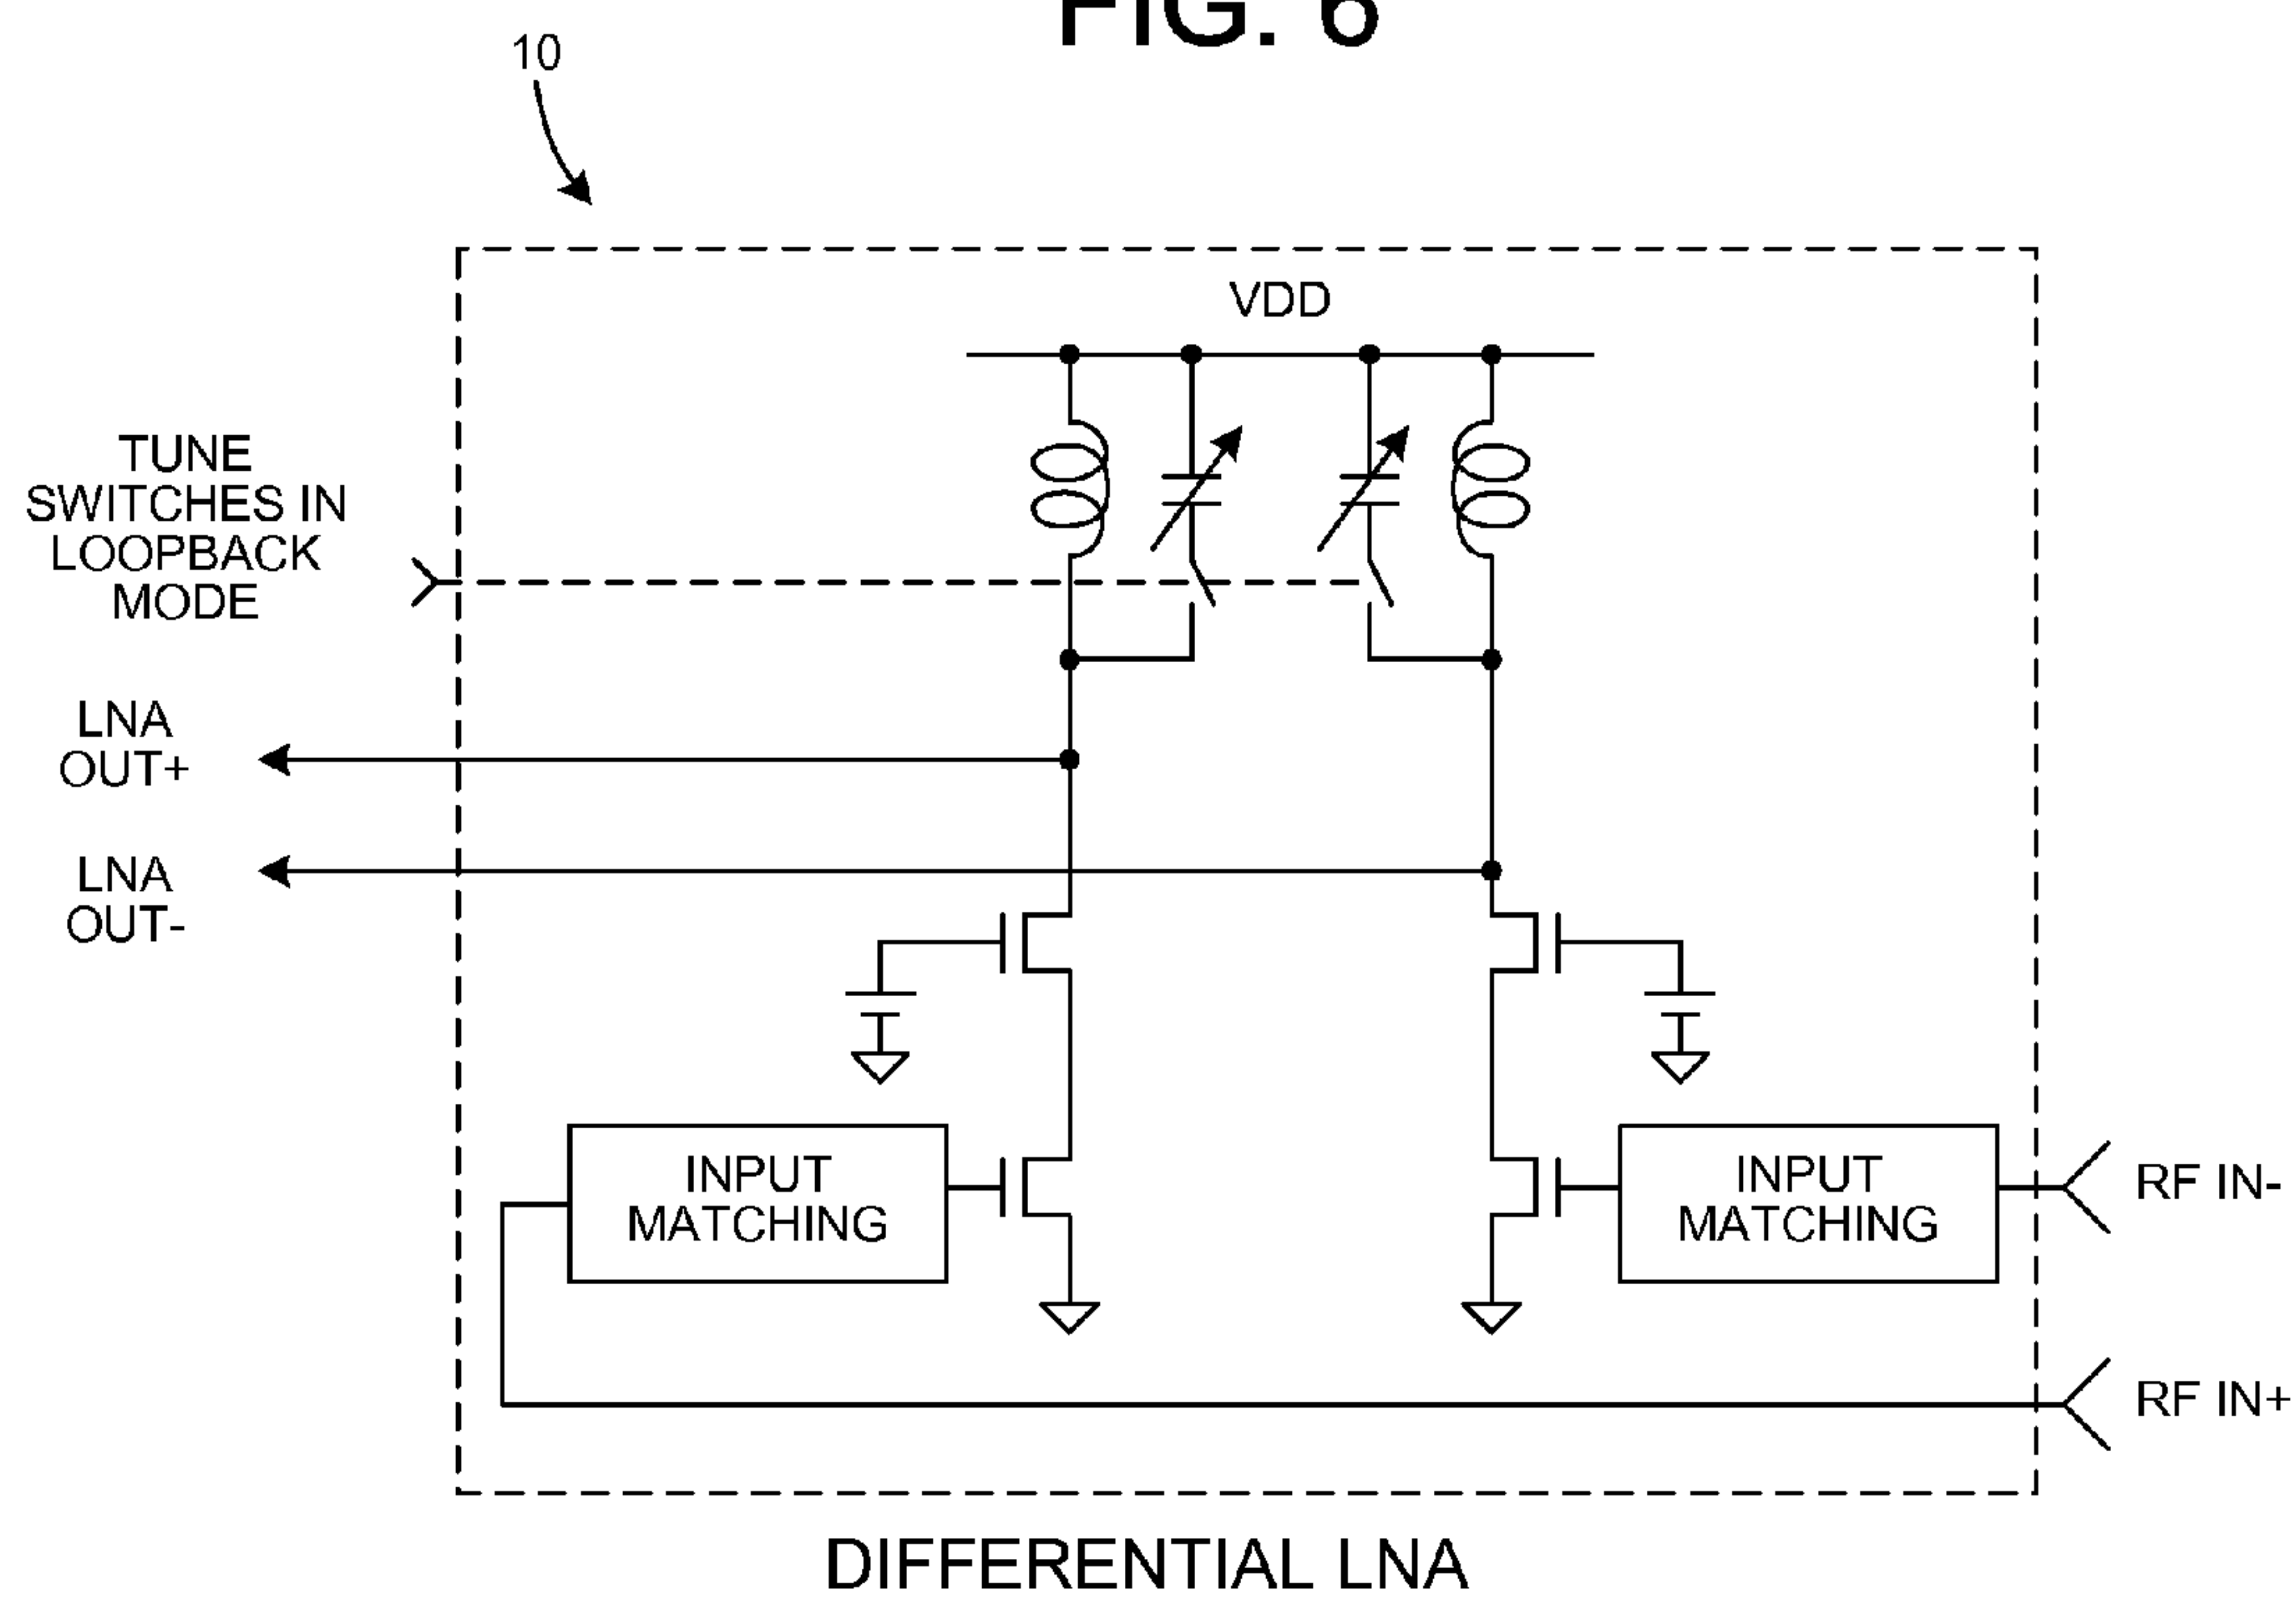 FIG. 6
10
VDD
TUNE
SWITCHES IN
LOOPBACK
MODE
LNA
OUT+
LNA
OUT-
INPUT
MATCHING
INPUT
MATCHING
RF IN-
RF IN+
DIFFERENTIAL LNA